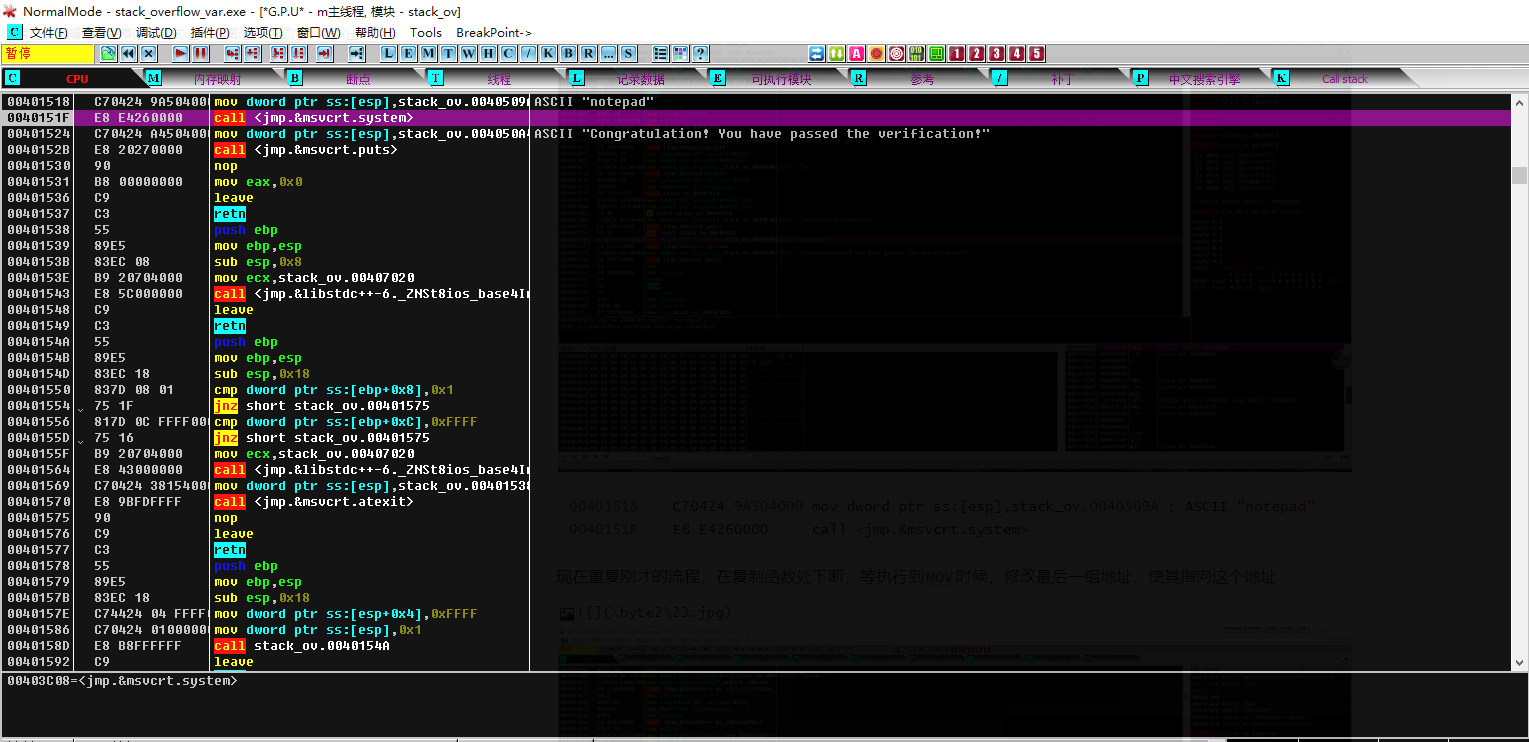 NormalMode - stack_overflow_var.exe - [*G.P.U* - m主线程, 模块 - stack_ov]
C 文件(F) 查看(V) 调试(D) 插件(P) 选项(T) 窗口(W) 帮助(H) Tools BreakPoint->
暂停 L E M T W H C / K B R ... S ? A 1 2 3 4 5
C CPU M 内存映射 B 断点 T 线程 L 记录数据 E 可执行模块 R 参考 / 补丁 P 中文搜索引擎 K Call stack
00401518 C70424 9A504000 mov dword ptr ss:[esp],stack_ov.0040509A ASCII "notepad"
0040151F E8 E4260000 call <jmp.&msvcrt.system>
00401524 C70424 A4504000 mov dword ptr ss:[esp],stack_ov.004050A4 ASCII "Congratulation! You have passed the verification!"
0040152B E8 20270000 call <jmp.&msvcrt.puts>
00401530 90 nop
00401531 B8 00000000 mov eax,0x0
00401536 C9 leave
00401537 C3 retn
00401538 55 push ebp
00401539 89E5 mov ebp,esp
0040153B 83EC 08 sub esp,0x8
0040153E B9 20704000 mov ecx,stack_ov.00407020
00401543 E8 5C000000 call <jmp.&libstdc++-6._ZNSt8ios_base4In
00401548 C9 leave
00401549 C3 retn
0040154A 55 push ebp
0040154B 89E5 mov ebp,esp
0040154D 83EC 18 sub esp,0x18
00401550 837D 08 01 cmp dword ptr ss:[ebp+0x8],0x1
00401554 75 1F jnz short stack_ov.00401575
00401556 817D 0C FFFF000 cmp dword ptr ss:[ebp+0xC],0xFFFF
0040155D 75 16 jnz short stack_ov.00401575
0040155F B9 20704000 mov ecx,stack_ov.00407020
00401564 E8 43000000 call <jmp.&libstdc++-6._ZNSt8ios_base4In
00401569 C70424 38154000 mov dword ptr ss:[esp],stack_ov.00401538
00401570 E8 9BFDFFFF call <jmp.&msvcrt.atexit>
00401575 90 nop
00401576 C9 leave
00401577 C3 retn
00401578 55 push ebp
00401579 89E5 mov ebp,esp
0040157B 83EC 18 sub esp,0x18
0040157E C74424 04 FFFF mov dword ptr ss:[esp+0x4],0xFFFF
00401586 C70424 01000000 mov dword ptr ss:[esp],0x1
0040158D E8 B8FFFFFF call stack_ov.0040154A
00401592 C9 leave
00401518 C70424 9A504000 mov dword ptr ss:[esp].stack_ov.0040509A : ASCII "notepad"
0040151F E8 E4260000 call <jmp.&msvcrt.system>
现在重复刚才的流程，在复制函数处下断，等执行到MOV时候，修改最后一组地址，使其指向这个地址
![](\byte2\23.jpg)
00403C08=<jmp.&msvcrt.system>